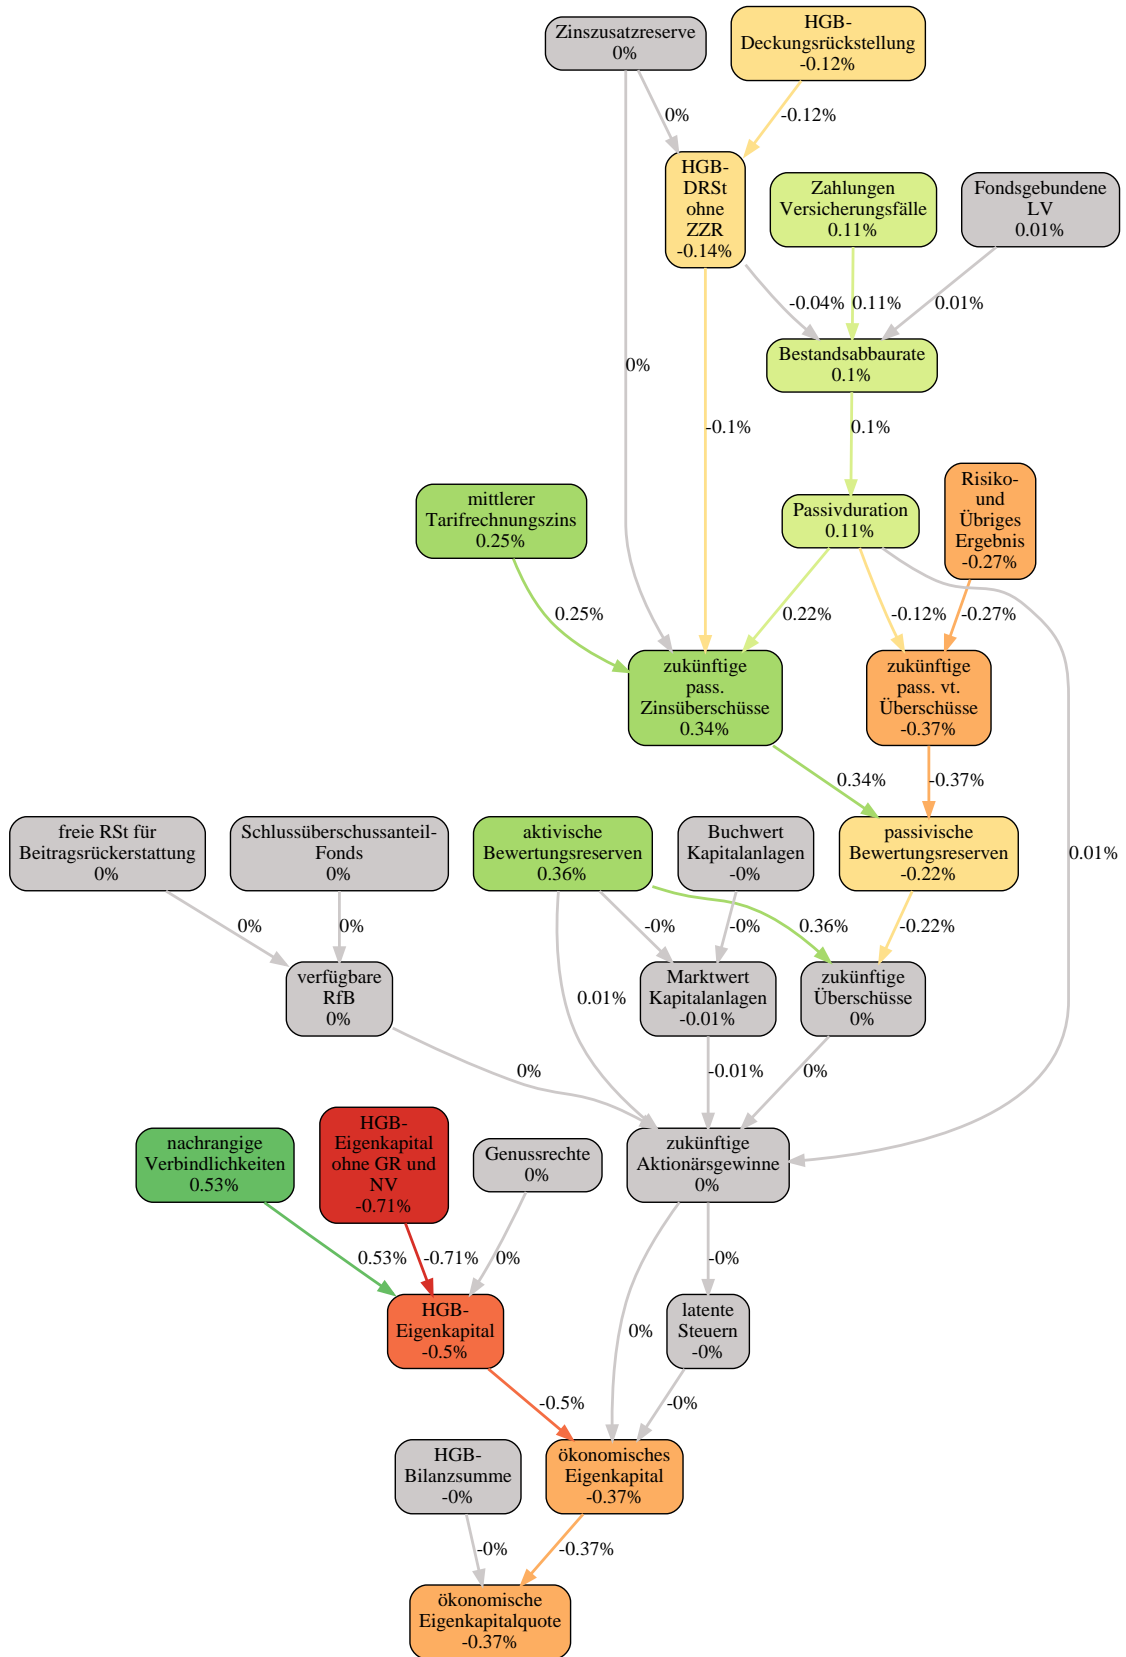 Zinszusatzreserve
0%
HGB-
Deckungsrückstellung
-0.12%
0%
-0.12%
HGB-
DRSt
ohne
ZZR
-0.14%
Zahlungen
Versicherungsfälle
0.11%
Fondsgebundene
LV
0.01%
-0.04%
0.11%
0.01%
Bestandsabbaurate
0.1%
0%
-0.1%
0.1%
mittlerer
Tarifrechnungszins
0.25%
Passivduration
0.11%
Risiko-
und
Übriges
Ergebnis
-0.27%
0.25%
0.22%
-0.12%
-0.27%
zukünftige
pass.
Zinsüberschüsse
0.34%
zukünftige
pass. vt.
Überschüsse
-0.37%
0.34%
-0.37%
freie RSt für
Beitragsrückerstattung
0%
Schlussüberschussanteil-
Fonds
0%
aktivische
Bewertungsreserven
0.36%
Buchwert
Kapitalanlagen
-0%
passivische
Bewertungsreserven
-0.22%
0.01%
0%
0%
-0%
-0%
0.36%
-0.22%
verfügbare
RfB
0%
0.01%
Marktwert
Kapitalanlagen
-0.01%
zukünftige
Überschüsse
0%
0%
-0.01%
0%
nachrangige
Verbindlichkeiten
0.53%
HGB-
Eigenkapital
ohne GR und
NV
-0.71%
Genussrechte
0%
zukünftige
Aktionärsgewinne
0%
0.53%
-0.71%
0%
-0%
HGB-
Eigenkapital
-0.5%
0%
latente
Steuern
-0%
-0.5%
-0%
HGB-
Bilanzsumme
-0%
ökonomisches
Eigenkapital
-0.37%
-0%
-0.37%
ökonomische
Eigenkapitalquote
-0.37%